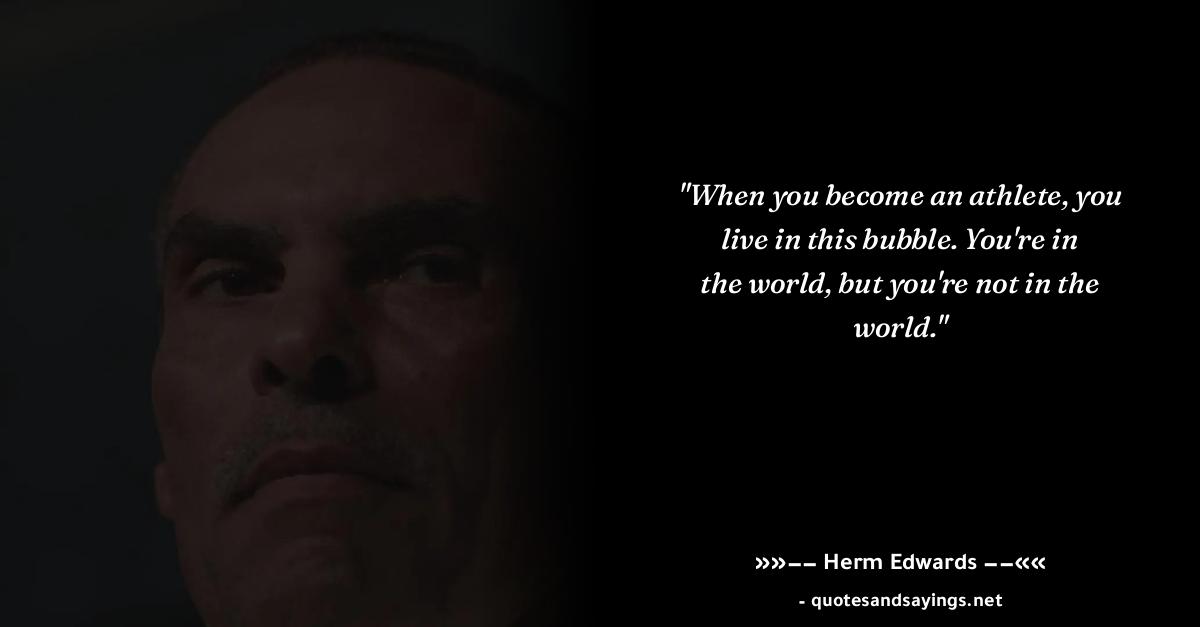 "When you become an athlete, you
live in this bubble. You're in
the world, but you're not in the
world."
»»−− Herm Edwards −−««
- quotesandsayings.net